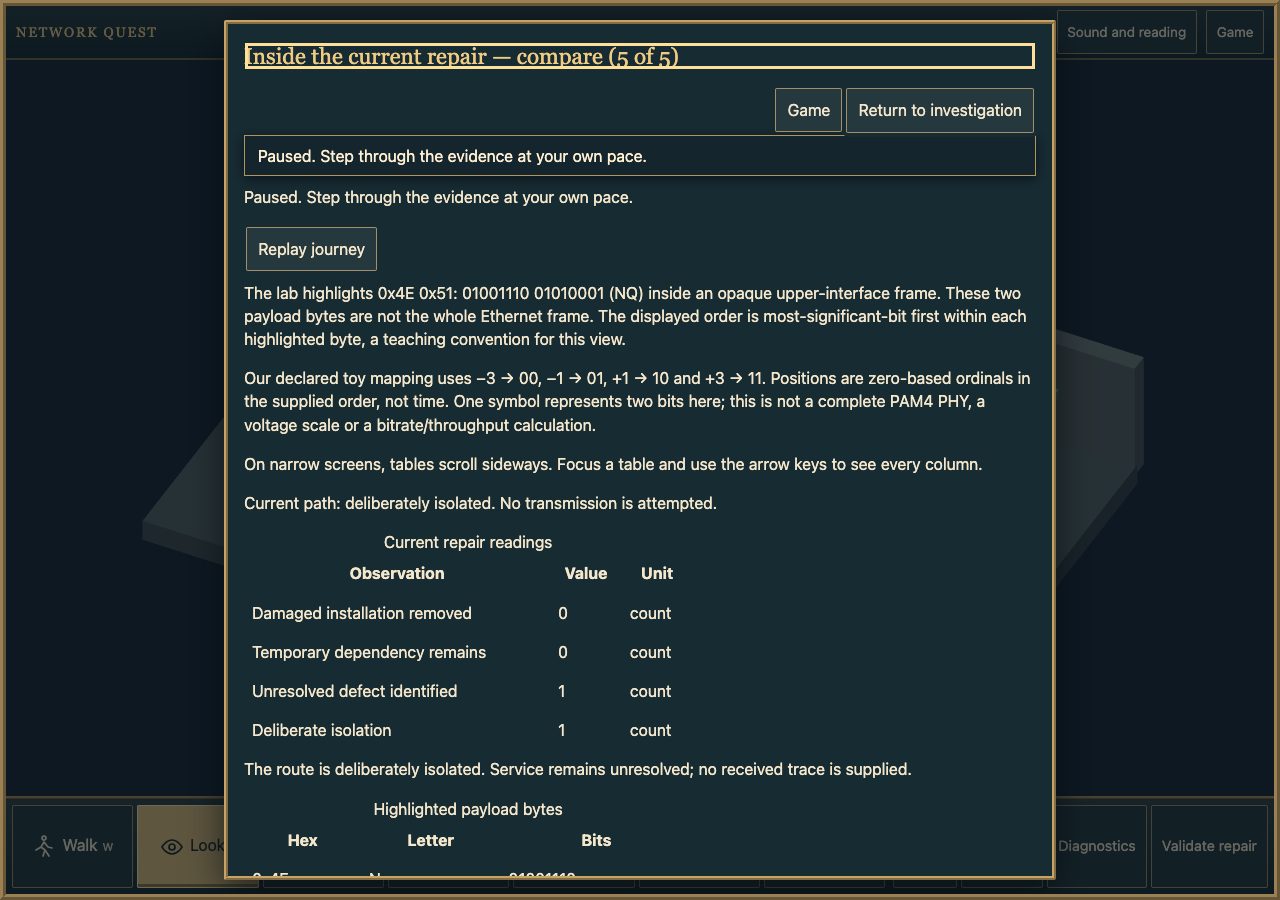 NETWORK QUEST
Sound and reading
Game
Inside the current repair — compare (5 of 5)
Game
Return to investigation
Paused. Step through the evidence at your own pace.
Paused. Step through the evidence at your own pace.
Replay journey
The lab highlights 0x4E 0x51: 01001110 01010001 (NQ) inside an opaque upper-interface frame. These two
payload bytes are not the whole Ethernet frame. The displayed order is most-significant-bit first within each
highlighted byte, a teaching convention for this view.
Our declared toy mapping uses −3 → 00, −1 → 01, +1 → 10 and +3 → 11. Positions are zero-based ordinals in
the supplied order, not time. One symbol represents two bits here; this is not a complete PAM4 PHY, a
voltage scale or a bitrate/throughput calculation.
On narrow screens, tables scroll sideways. Focus a table and use the arrow keys to see every column.
Current path: deliberately isolated. No transmission is attempted.
Current repair readings
Observation Value Unit
Damaged installation removed 0 count
Temporary dependency remains 0 count
Unresolved defect identified 1 count
Deliberate isolation 1 count
The route is deliberately isolated. Service remains unresolved; no received trace is supplied.
Highlighted payload bytes
Hex Letter Bits
0x4E N 01001110
Walk W
Look
Diagnostics
Validate repair